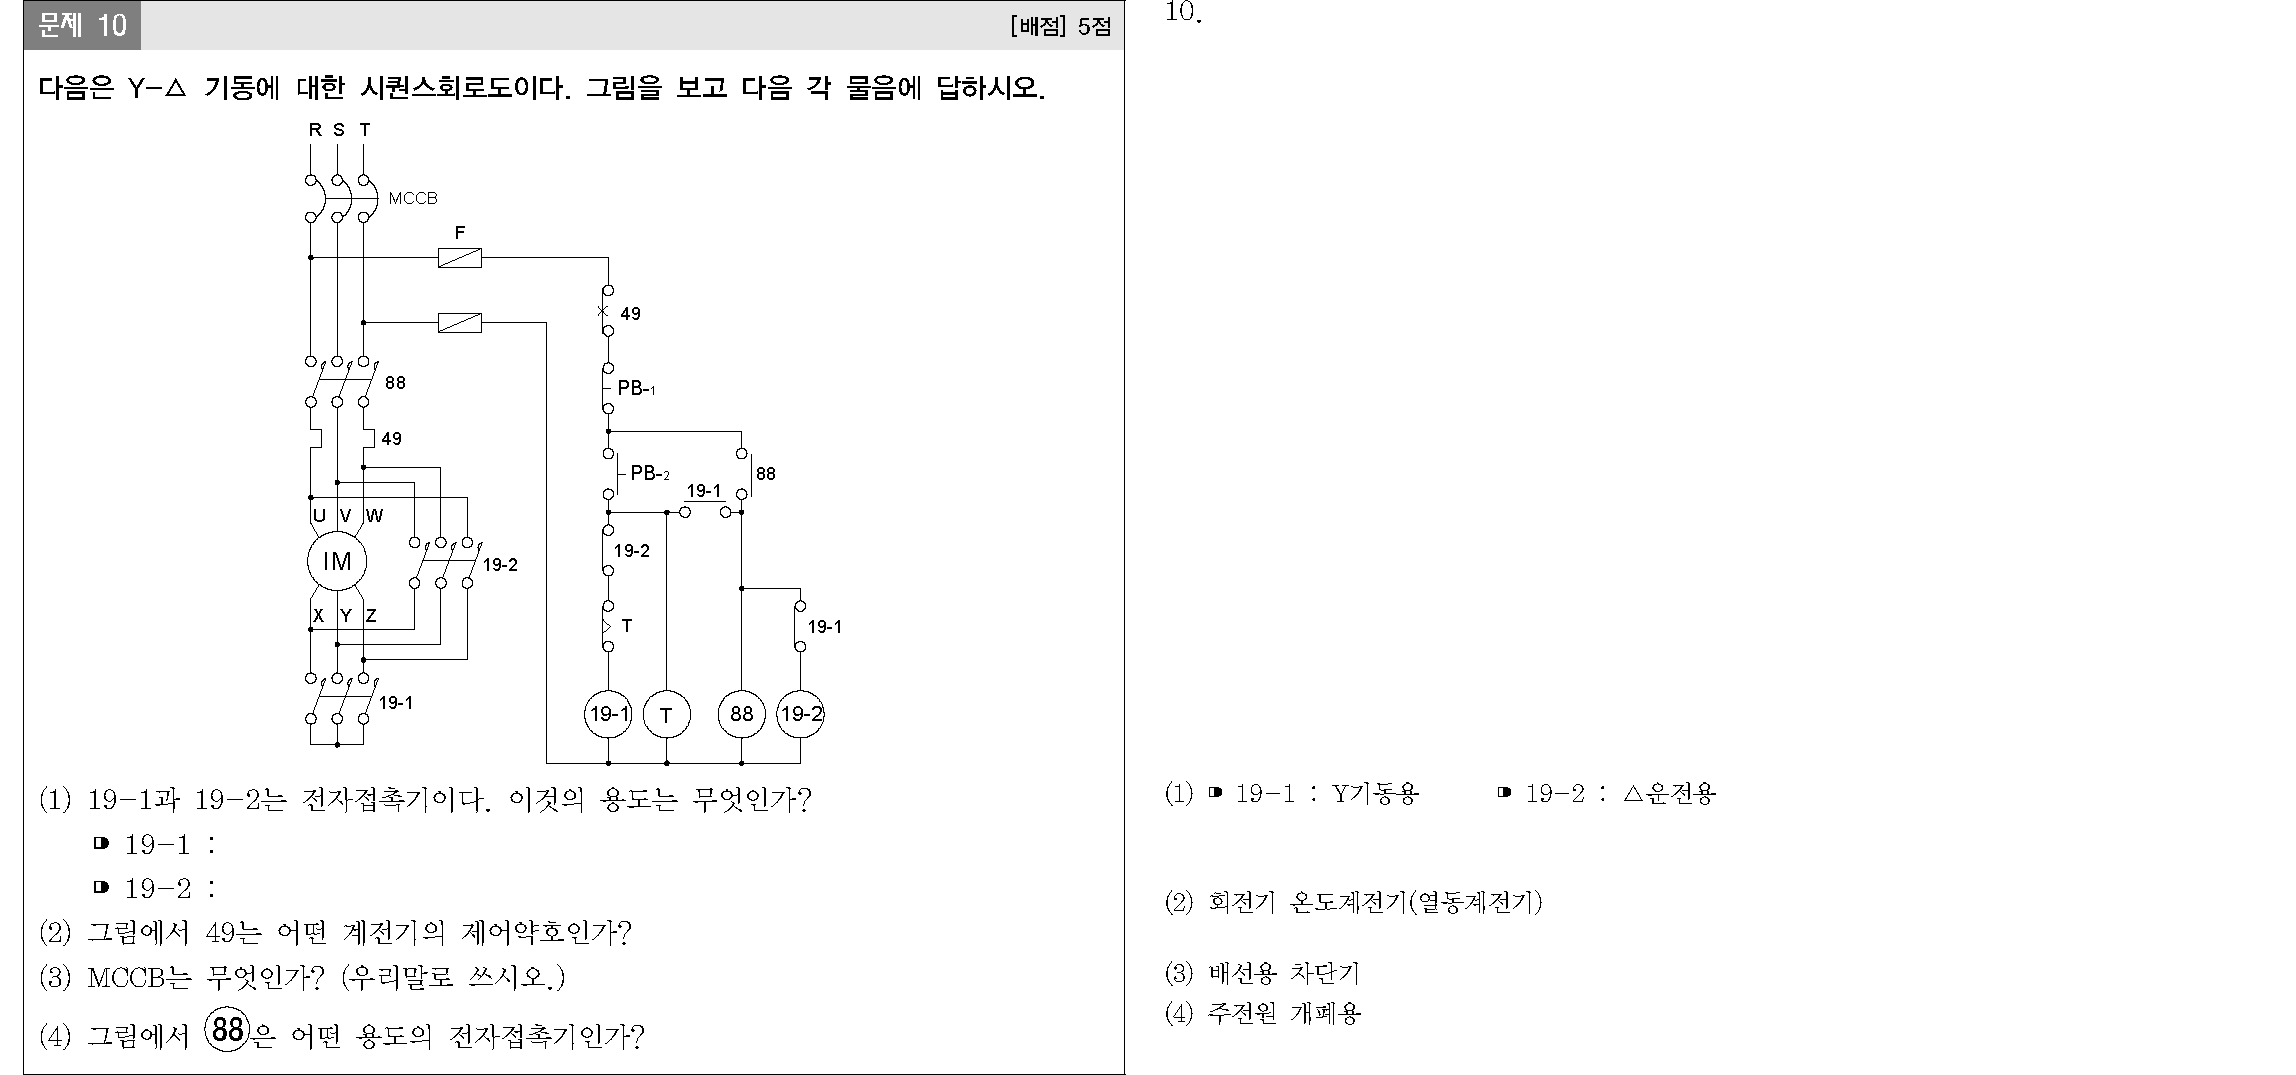 문제 10
[배점] 5점
다음은 Y-△ 기동에 대한 시퀀스회로도이다. 그림을 보고 다음 각 물음에 답하시오.
R S T
MCCB
F
49
88
PB-₁
49
PB-₂
88
19-1
U V W
19-2
IM
19-2
X Y Z
T
19-1
19-1
19-1
T
88
19-2
(1) 19-1과 19-2는 전자접촉기이다. 이것의 용도는 무엇인가?
19-1 :
19-2 :
(2) 그림에서 49는 어떤 계전기의 제어약호인가?
(3) MCCB는 무엇인가? (우리말로 쓰시오.)
(4) 그림에서 88은 어떤 용도의 전자접촉기인가?
10.
(1) 19-1 : Y기동용 19-2 : △운전용
(2) 회전기 온도계전기(열동계전기)
(3) 배선용 차단기
(4) 주전원 개폐용